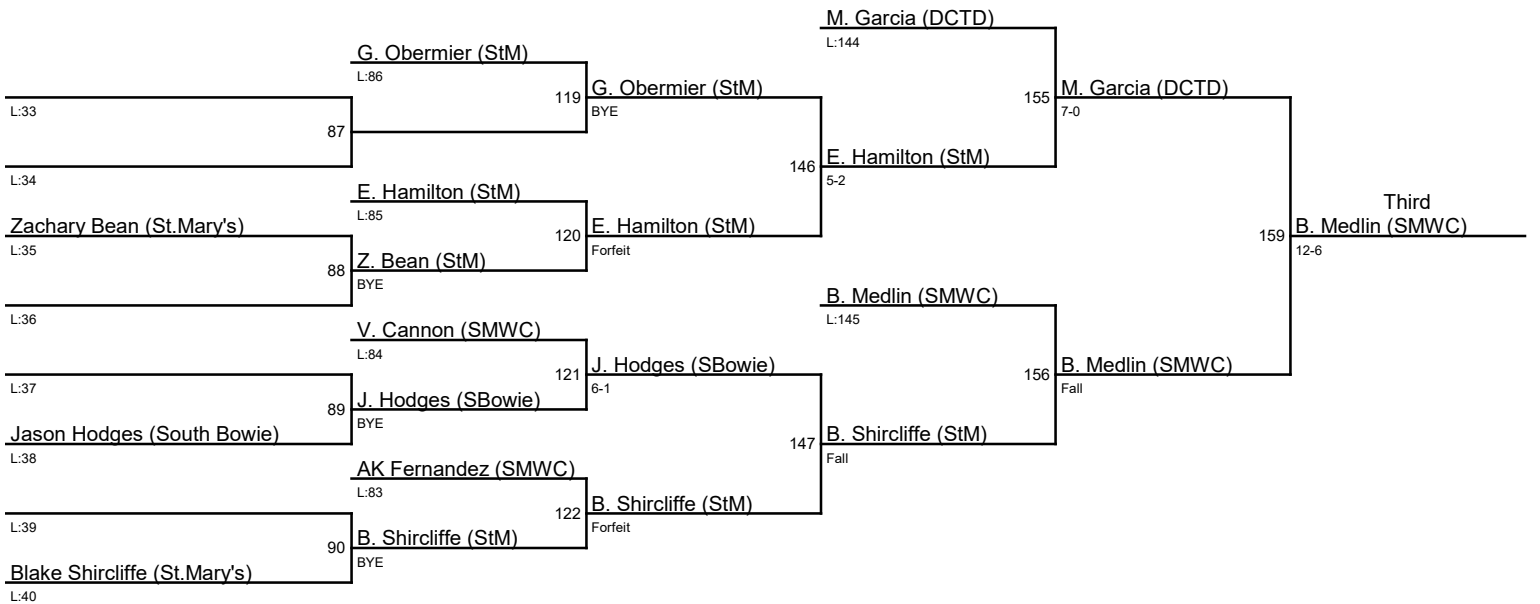 M. Garcia (DCTD)
L:144
G. Obermier (StM)
L:86
119 G. Obermier (StM)
BYE
155 M. Garcia (DCTD)
7-0
L:33
87
146 E. Hamilton (StM)
5-2
L:34
E. Hamilton (StM)
L:85
Third
Zachary Bean (St.Mary's)
L:35
120 E. Hamilton (StM)
Forfeit
159 B. Medlin (SMWC)
12-6
88 Z. Bean (StM)
BYE
L:36
B. Medlin (SMWC)
L:145
V. Cannon (SMWC)
L:84
121 J. Hodges (SBowie)
6-1
156 B. Medlin (SMWC)
Fall
L:37
89 J. Hodges (SBowie)
BYE
Jason Hodges (South Bowie)
L:38
147 B. Shircliffe (StM)
Fall
AK Fernandez (SMWC)
L:83
122 B. Shircliffe (StM)
Forfeit
L:39
90 B. Shircliffe (StM)
BYE
Blake Shircliffe (St.Mary's)
L:40